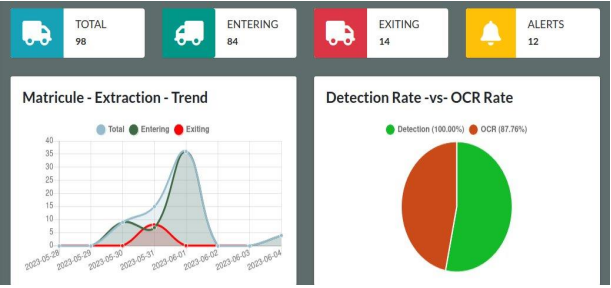 TOTAL
98
ENTERING
84
EXITING
14
ALERTS
12
Matricule - Extraction - Trend
Total Entering Exiting
40
35
30
25
20
15
10
5
0
2023-05-28 2023-05-29 2023-05-30 2023-05-31 2023-06-01 2023-06-02 2023-06-03 2023-06-04
Detection Rate -vs- OCR Rate
Detection (100.00%) OCR (87.76%)